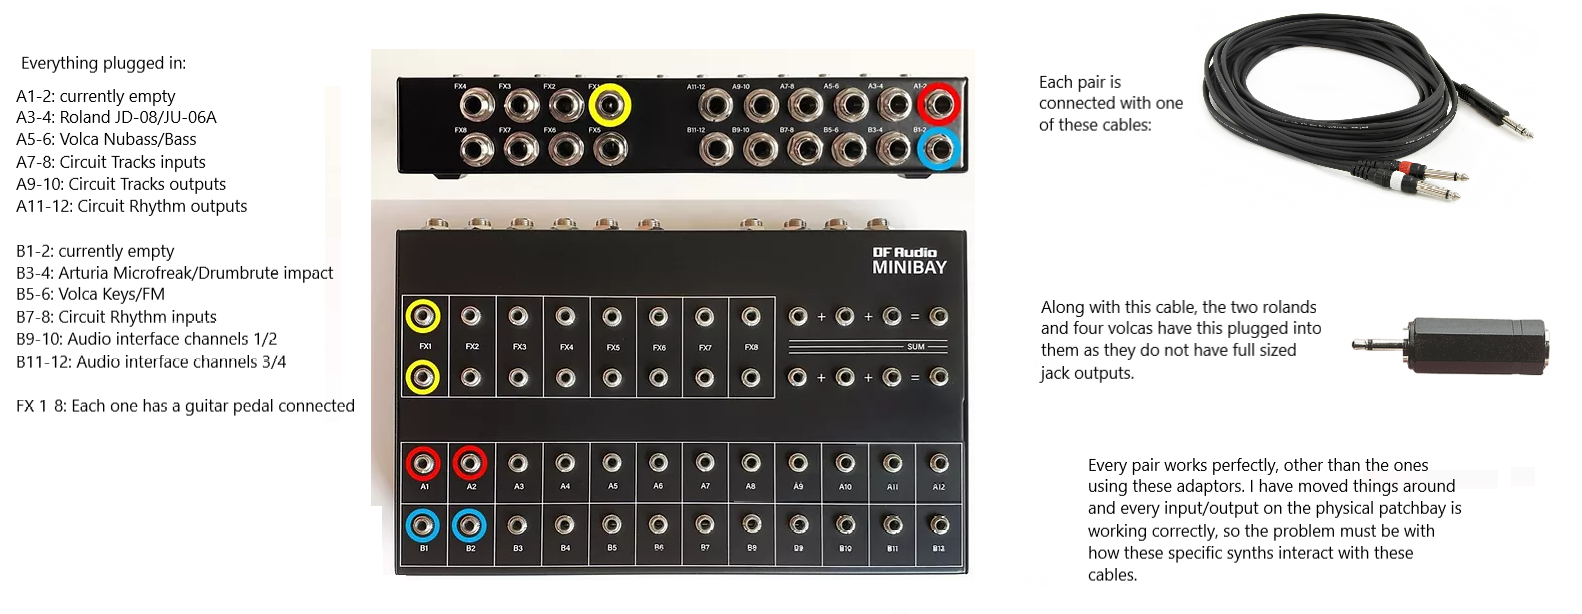 Everything plugged in:
A1-2: currently empty
A3-4: Roland JD-08/JU-06A
A5-6: Volca Nubass/Bass
A7-8: Circuit Tracks inputs
A9-10: Circuit Tracks outputs
A11-12: Circuit Rhythm outputs
B1-2: currently empty
B3-4: Arturia Microfreak/Drumbrute impact
B5-6: Volca Keys/FM
B7-8: Circuit Rhythm inputs
B9-10: Audio interface channels 1/2
B11-12: Audio interface channels 3/4
FX 1 8: Each one has a guitar pedal connected
FX4 FX3 FX2 FX1 A11-12 A9-10 A7-8 A5-6 A3-4 A1-2
FX8 FX7 FX6 FX5 B11-12 B9-10 B7-8 B5-6 B3-4 B1-2
OF Audio
MINIBAY
+ + =
FX1 FX2 FX3 FX4 FX5 FX6 FX7 FX8 SUM
+ + =
A1 A2 A3 A4 A5 A6 A7 A8 A9 A10 A11 A12
B1 B2 B3 B4 B5 B6 B7 B9 B10 B11
Each pair is
connected with one
of these cables:
Along with this cable, the two rolands
and four volcas have this plugged into
them as they do not have full sized
jack outputs.
Every pair works perfectly, other than the ones
using these adaptors. I have moved things around
and every input/output on the physical patchbay is
working correctly, so the problem must be with
how these specific synths interact with these
cables.